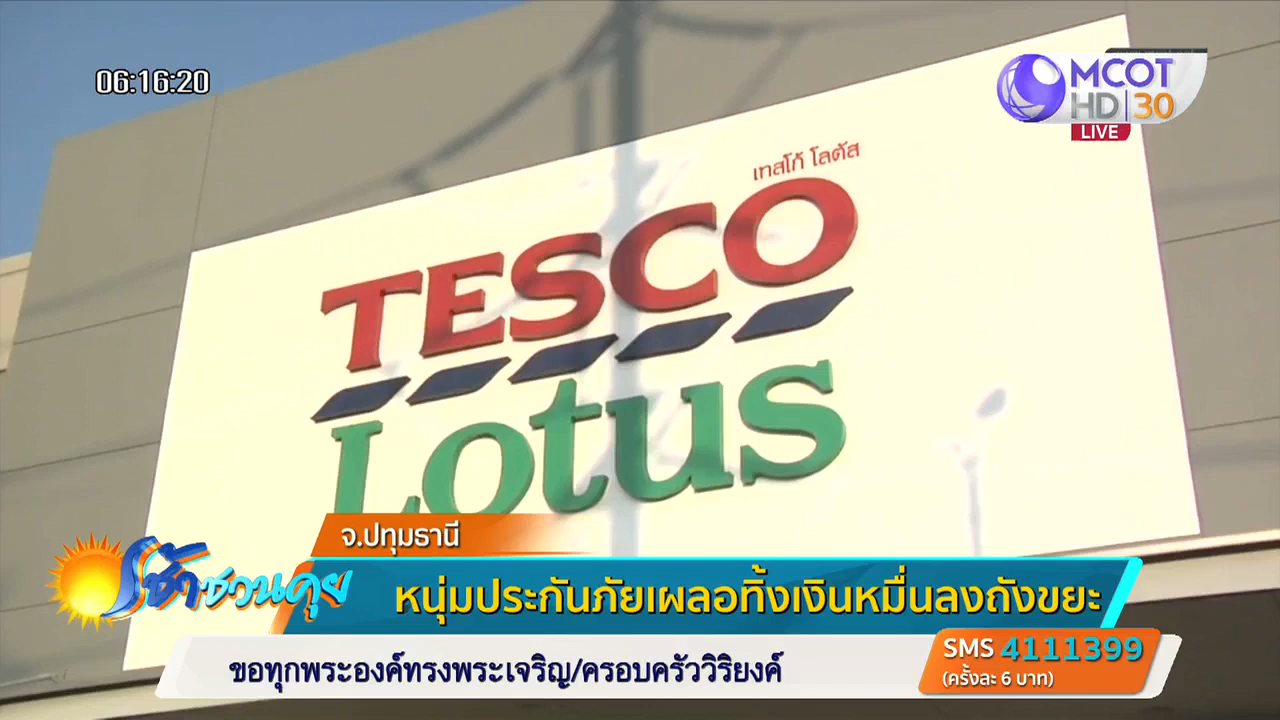 06:16:20
MCOT
HD 30
LIVE
เทสโก้ โลตัส
TESCO
Lotus
จ.ปทุมธานี
เช้าชวนคุย
หนุ่มประกันภัยเผลอทิ้งเงินหมื่นลงถังขยะ
ขอทุกพระองค์ทรงพระเจริญ/ครอบครัววิริยงค์
SMS 4111399
(ครั้งละ 6 บาท)